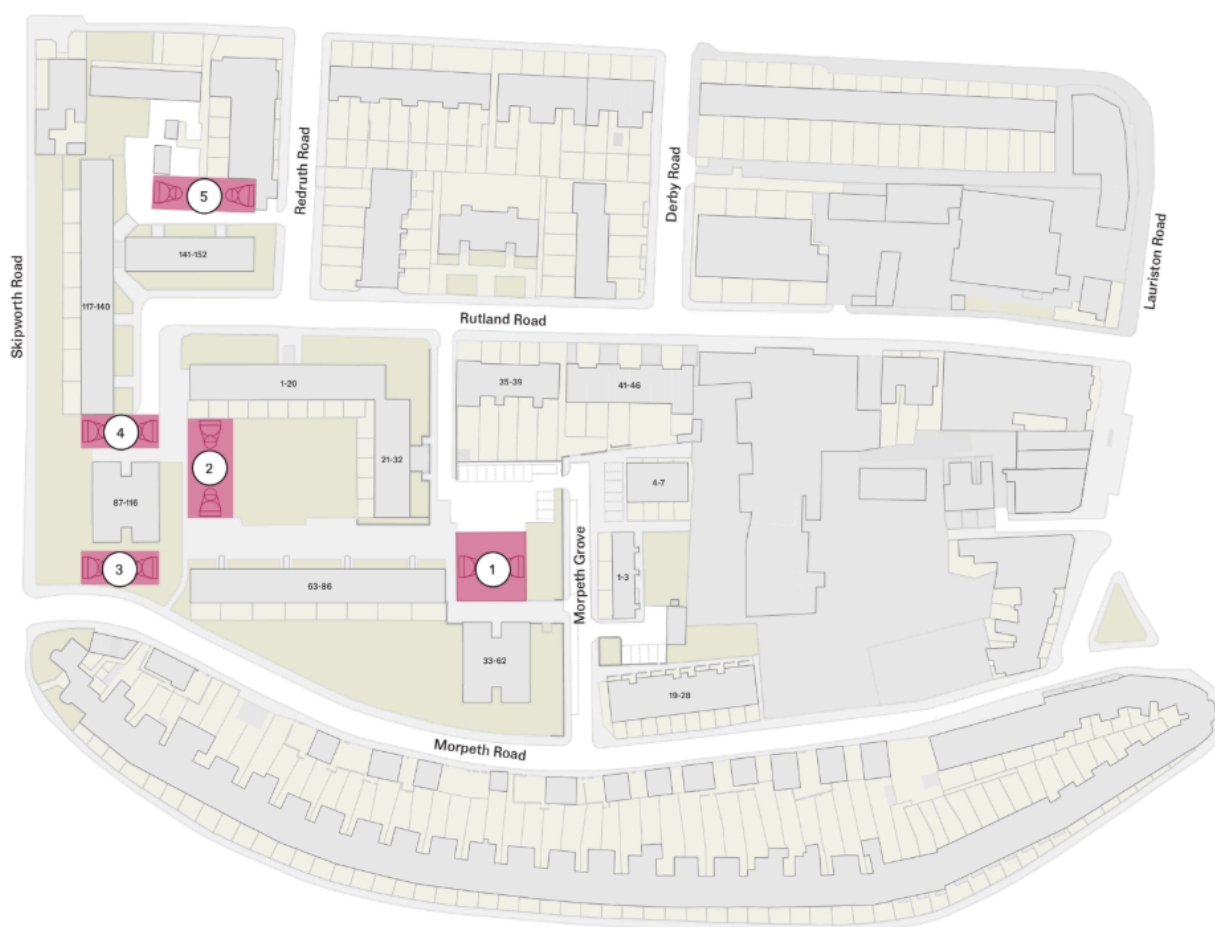 5
Redruth Road
Derby Road
Lauriston Road
141-152
117-140
Skipworth Road
Rutland Road
1-20
35-39
41-46
4
2
21-32
4-7
87-116
3
63-86
1
Morpeth Grove
1-3
33-62
19-28
Morpeth Road